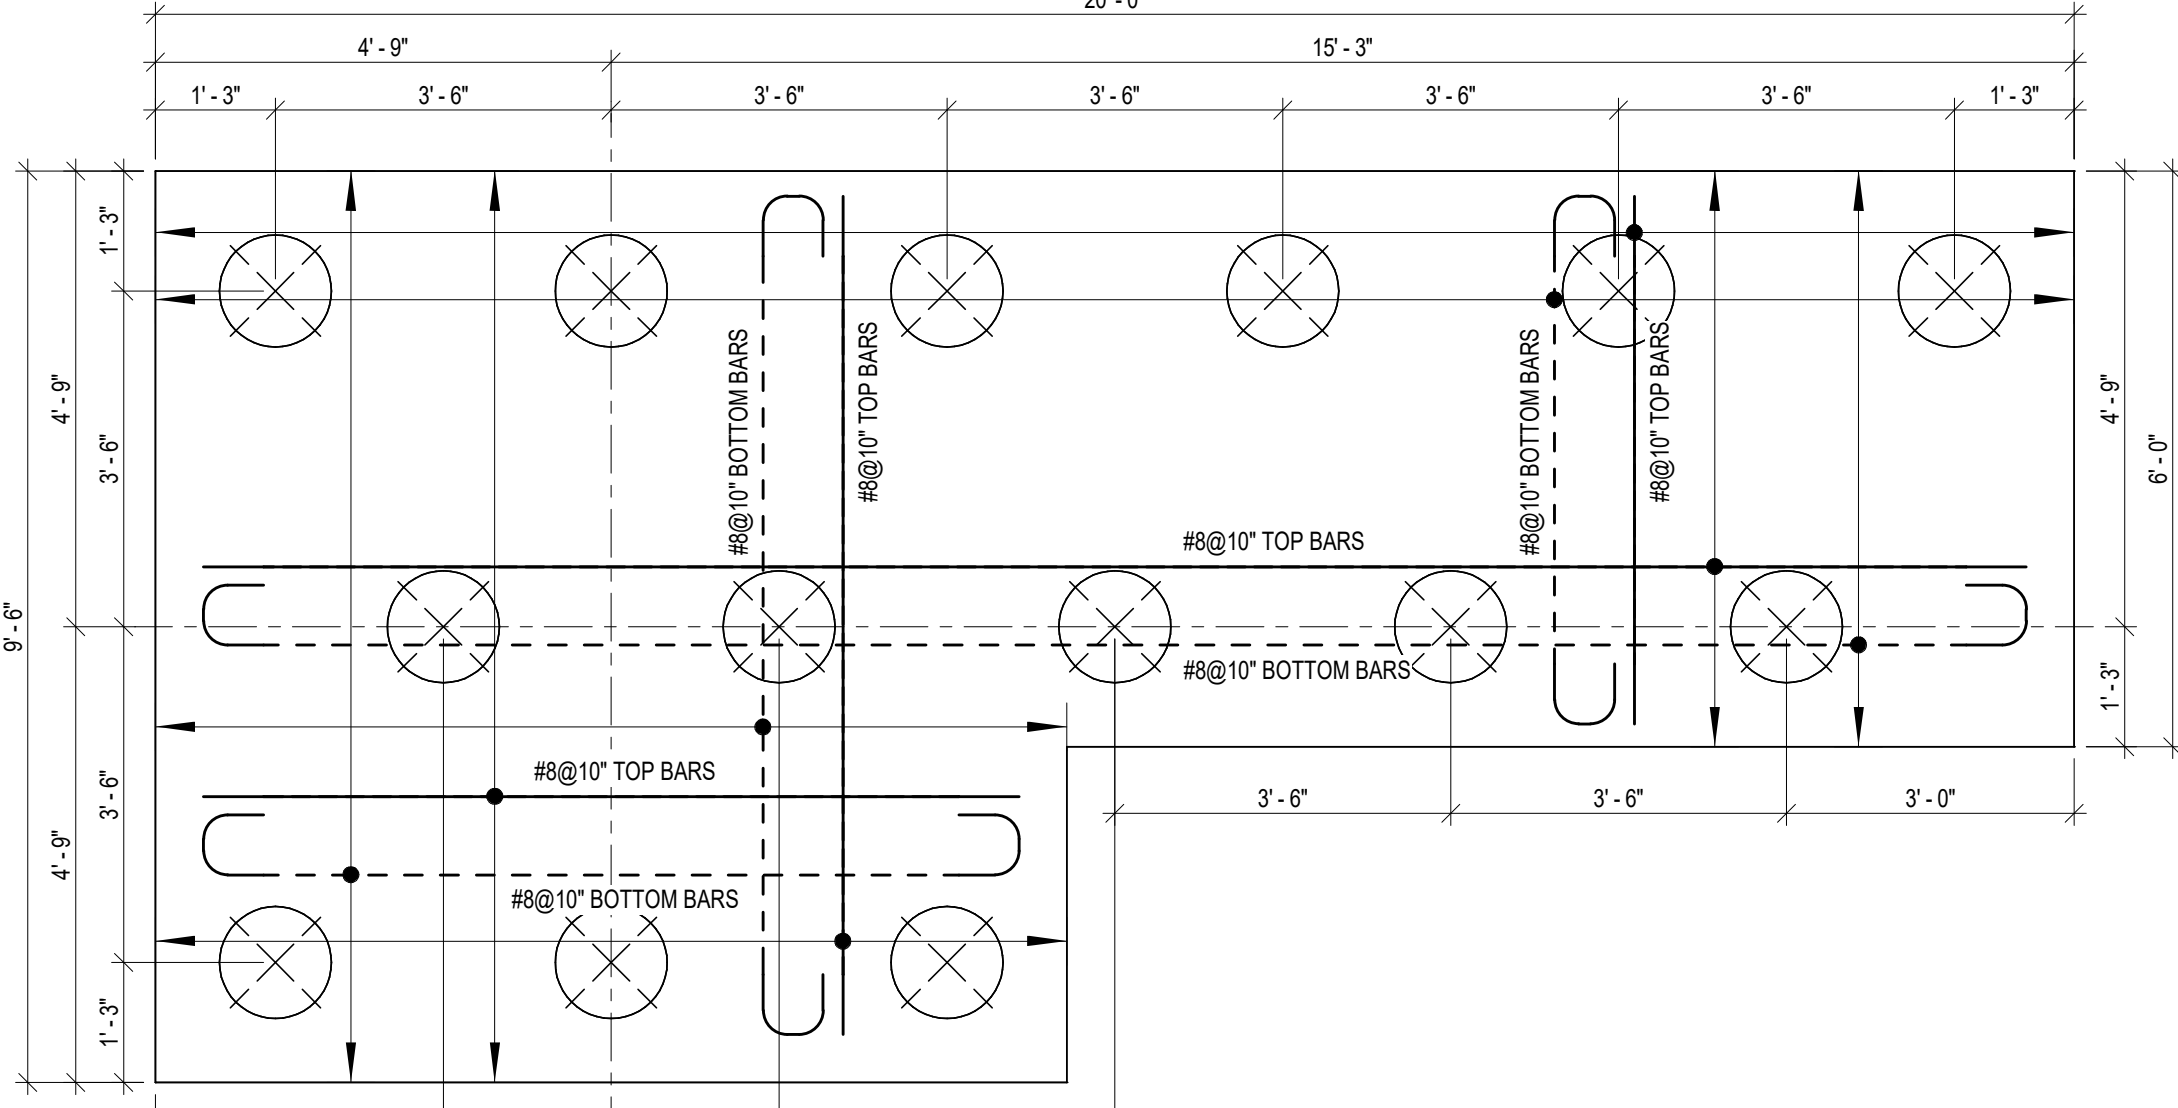 20' - 0"
4' - 9"
15' - 3"
1' - 3"
3' - 6"
3' - 6"
3' - 6"
3' - 6"
3' - 6"
1' - 3"
1' - 3"
4' - 9"
3' - 6"
9' - 6"
3' - 6"
4' - 9"
1' - 3"
#8@10" BOTTOM BARS
#8@10" TOP BARS
#8@10" BOTTOM BARS
#8@10" TOP BARS
4' - 9"
6' - 0"
1' - 3"
#8@10" TOP BARS
#8@10" BOTTOM BARS
#8@10" TOP BARS
3' - 6"
3' - 6"
3' - 0"
#8@10" BOTTOM BARS